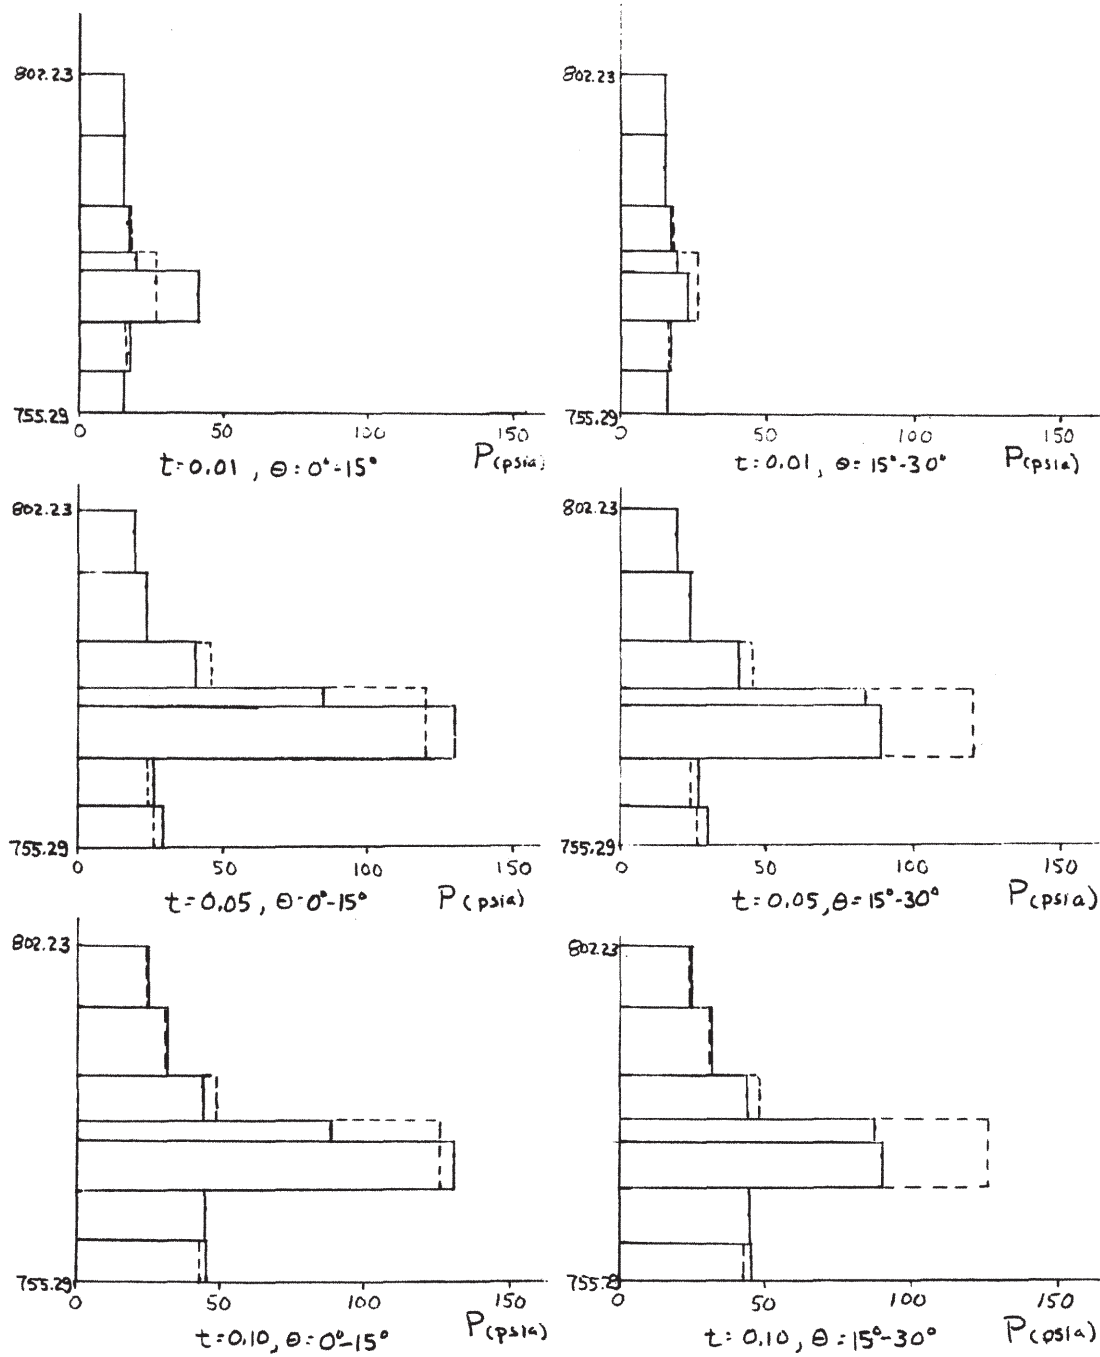 802.23
802.23
755.29
755.29
0 50 100 150
0 50 100 150
t=0.01, θ=0°-15° P(psia)
t=0.01, θ=15°-30° P(psia)
802.23
802.23
755.29
755.29
0 50 100 150
0 50 100 150
t=0.05, θ=0°-15° P(psia)
t=0.05, θ=15°-30° P(psia)
802.23
802.23
755.29
755.29
0 50 100 150
0 50 100 150
t=0.10, θ=0°-15° P(psia)
t=0.10, θ=15°-30° P(psia)